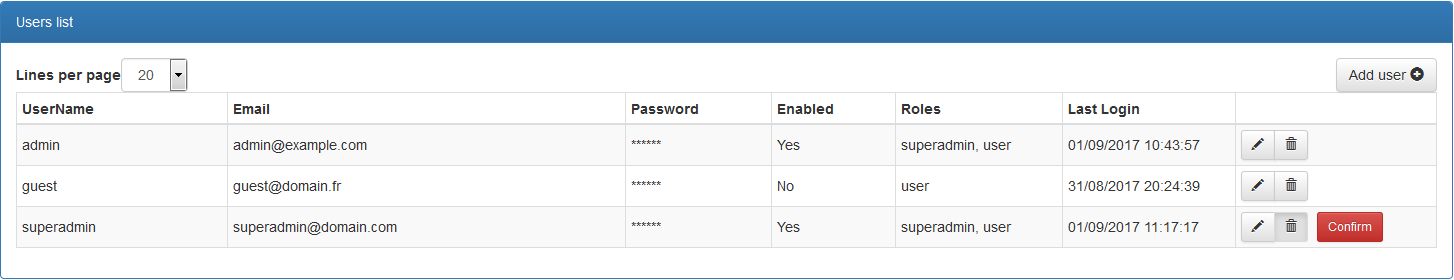 Users list
Lines per page 20 Add user
UserName Email Password Enabled Roles Last Login
admin admin@example.com ****** Yes superadmin, user 01/09/2017 10:43:57
guest guest@domain.fr ****** No user 31/08/2017 20:24:39
superadmin superadmin@domain.com ****** Yes superadmin, user 01/09/2017 11:17:17 Confirm